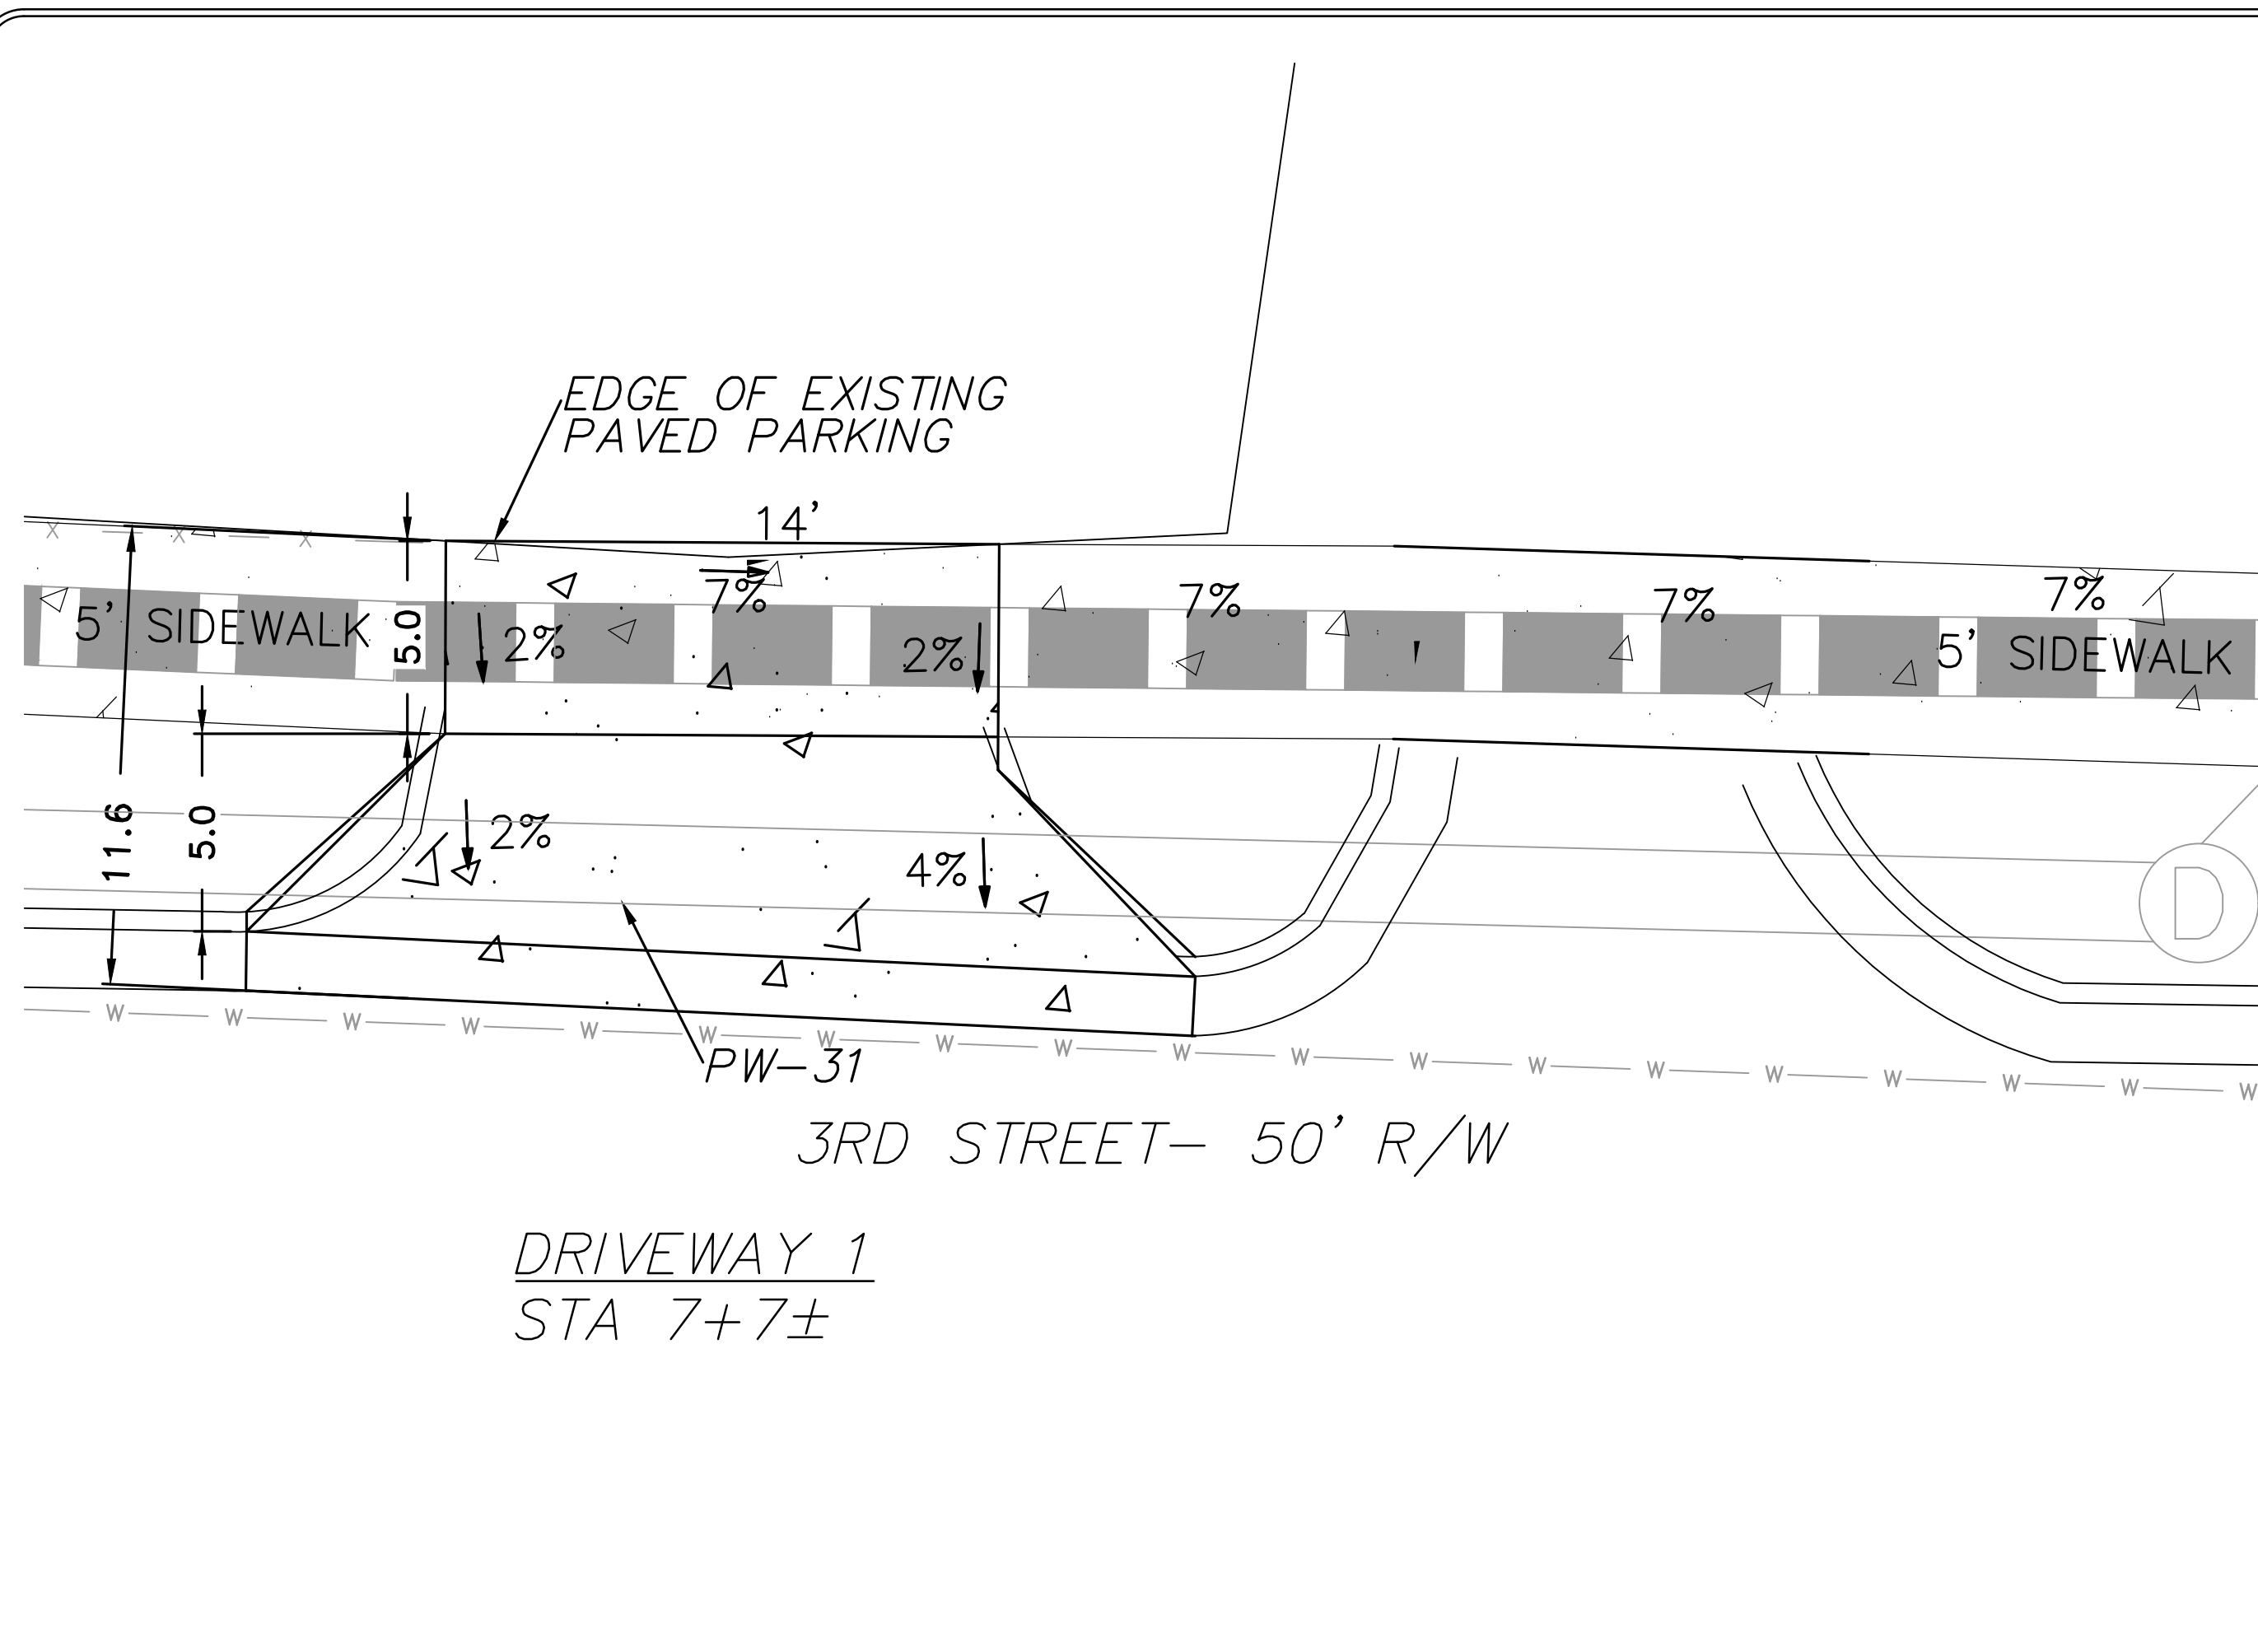 EDGE OF EXISTING
PAVED PARKING
14'
7%
7%
7%
7%
5' SIDEWALK
5.0
2%
2%
5' SIDEWALK
11.6
5.0
2%
4%
D
W W W W W W W W W W W W W W W W W W W
PW-31
3RD STREET- 50' R/W
DRIVEWAY 1
STA 7+7±